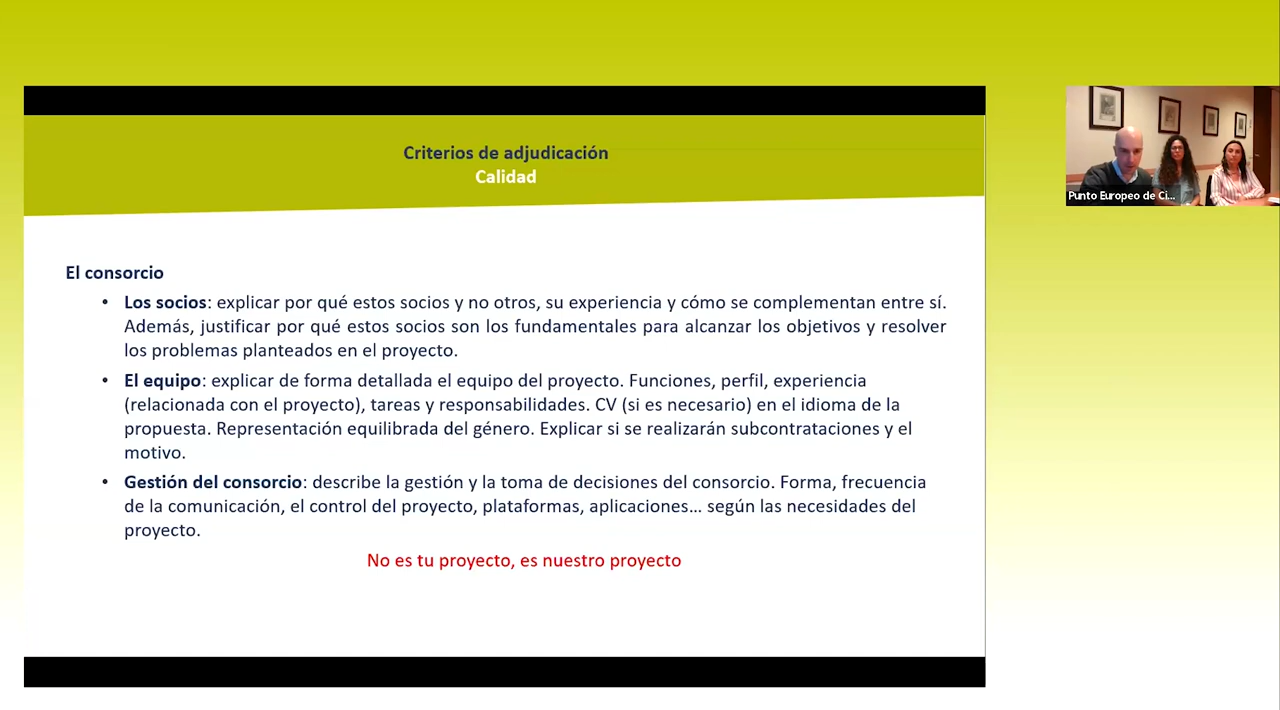 Criterios de adjudicación
Calidad
El consorcio
• Los socios: explicar por qué estos socios y no otros, su experiencia y cómo se complementan entre sí.
Además, justificar por qué estos socios son los fundamentales para alcanzar los objetivos y resolver
los problemas planteados en el proyecto.
• El equipo: explicar de forma detallada el equipo del proyecto. Funciones, perfil, experiencia
(relacionada con el proyecto), tareas y responsabilidades. CV (si es necesario) en el idioma de la
propuesta. Representación equilibrada del género. Explicar si se realizarán subcontrataciones y el
motivo.
• Gestión del consorcio: describe la gestión y la toma de decisiones del consorcio. Forma, frecuencia
de la comunicación, el control del proyecto, plataformas, aplicaciones... según las necesidades del
proyecto.
No es tu proyecto, es nuestro proyecto
Punto Europeo de Ci...